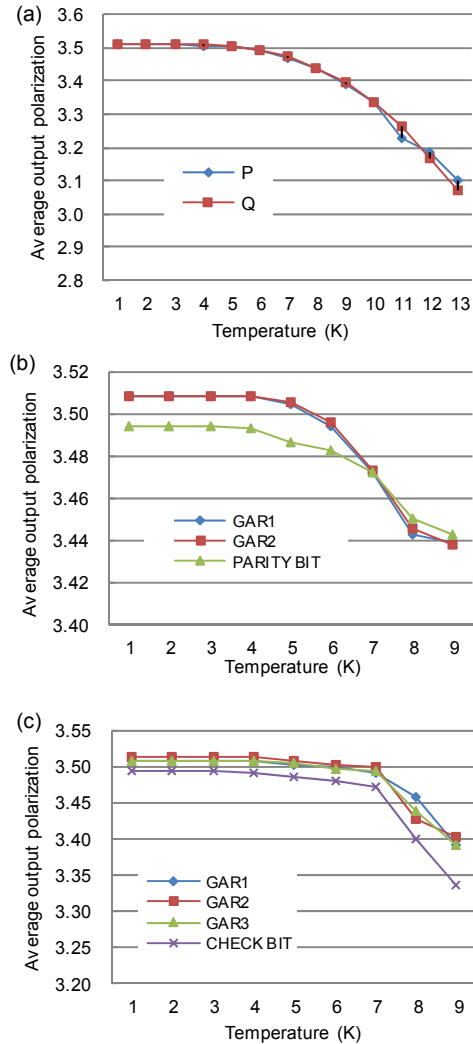 (a)
Average output polarization
3.6
3.5
3.4
3.3
3.2
3.1
3.0
2.9
2.8
P
Q
1 2 3 4 5 6 7 8 9 10 11 12 13
Temperature (K)
(b)
Average output polarization
3.52
3.50
3.48
3.46
3.44
3.42
3.40
GAR1
GAR2
PARITY BIT
1 2 3 4 5 6 7 8 9
Temperature (K)
(c)
Average output polarization
3.55
3.50
3.45
3.40
3.35
3.30
3.25
3.20
GAR1
GAR2
GAR3
CHECK BIT
1 2 3 4 5 6 7 8 9
Temperature (K)